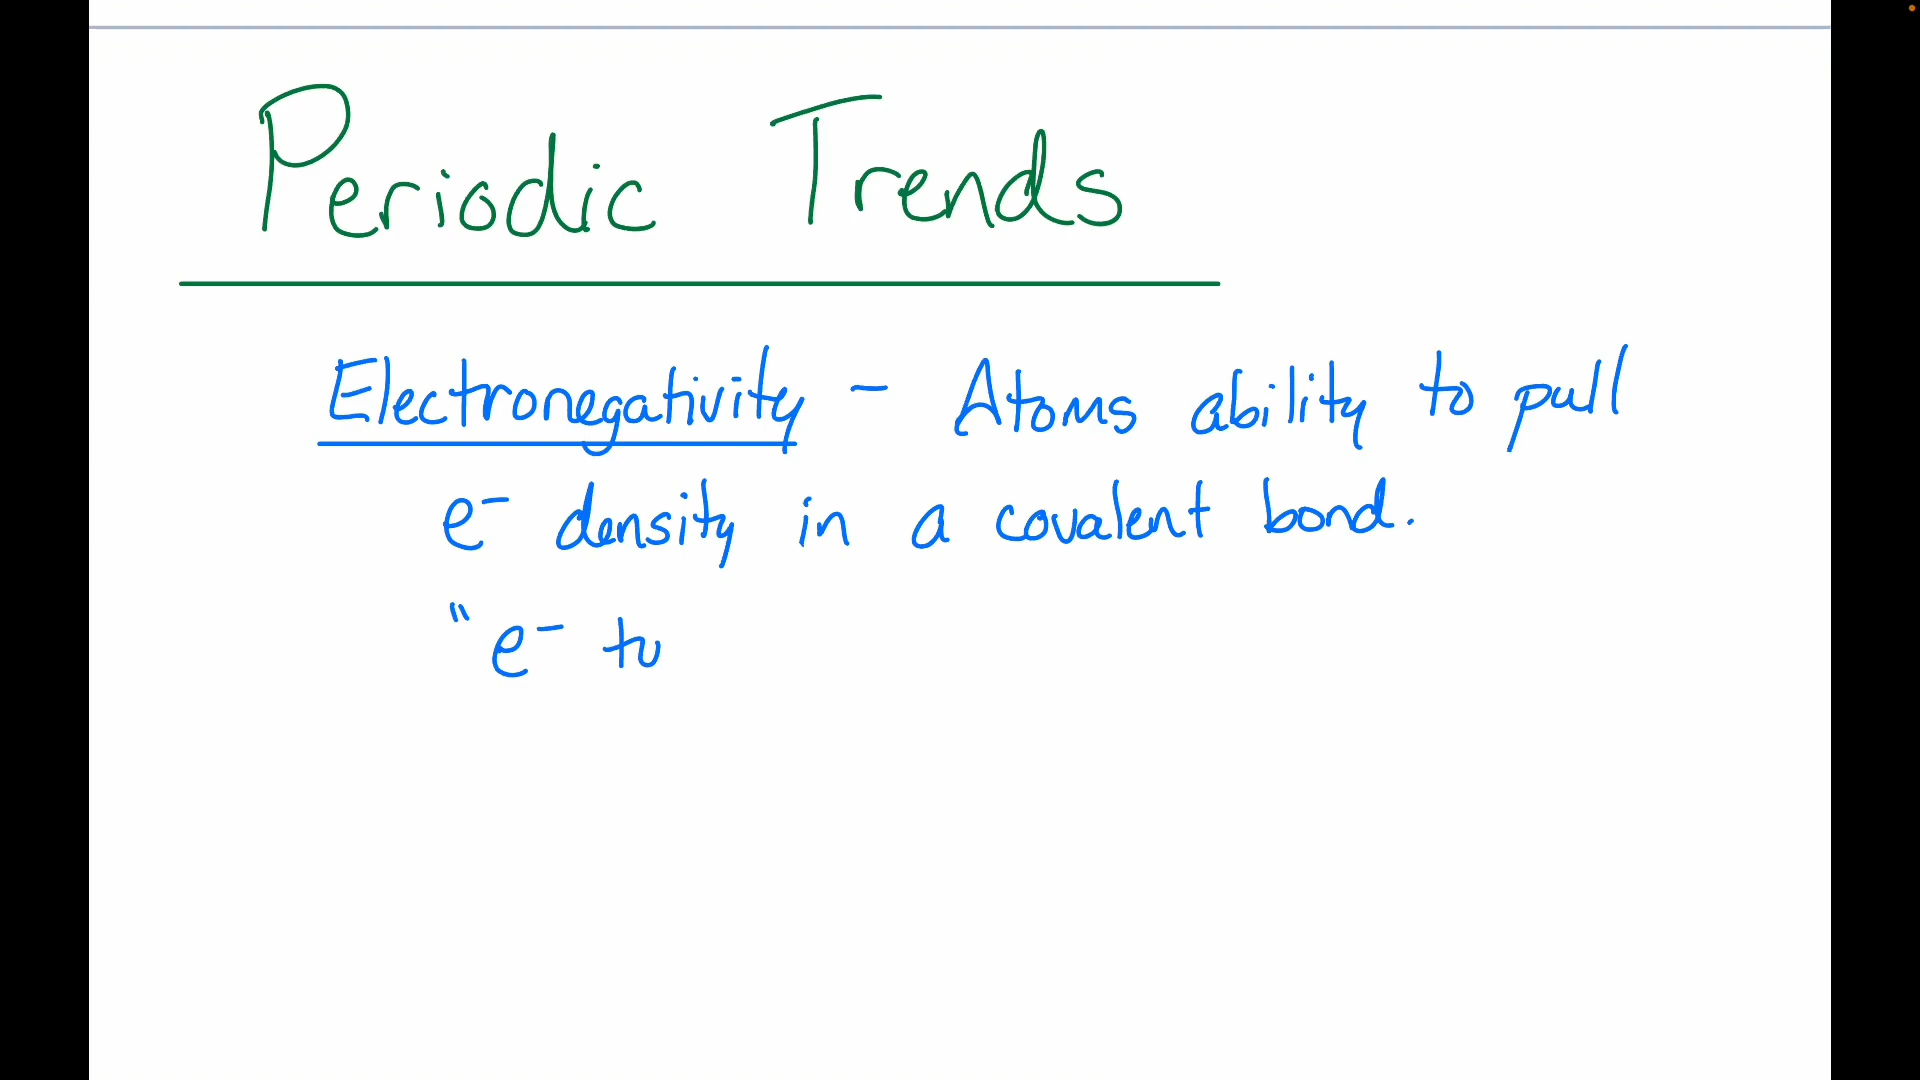 Periodic Trends
Electronegativity - Atoms ability to pull
e⁻ density in a covalent bond.
"e⁻ tu